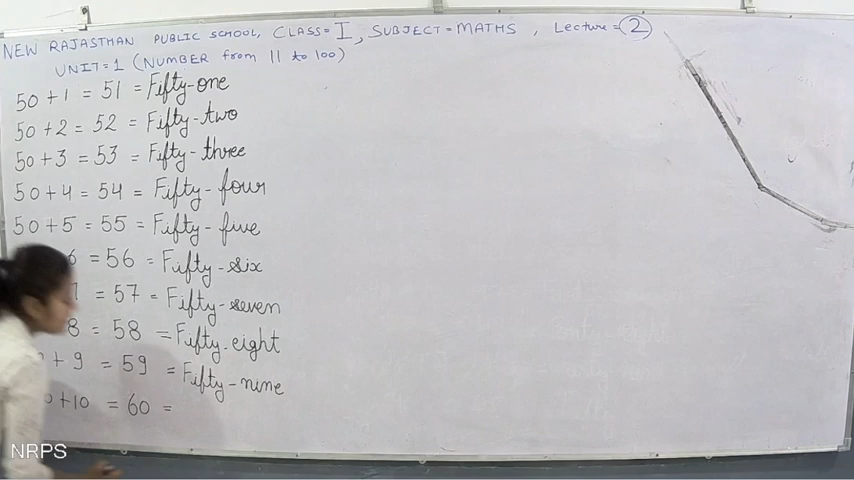 NEW RAJASTHAN PUBLIC SCHOOL, CLASS=I, SUBJECT=MATHS, Lecture=2
UNIT=1 (NUMBER from 11 to 100)
50+1=51=Fifty-one
50+2=52=Fifty-two
50+3=53=Fifty-three
50+4=54=Fifty-four
50+5=55=Fifty-five
6=56=Fifty-six
7=57=Fifty-seven
8=58=Fifty-eight
+9=59=Fifty-nine
0+10=60=
NRPS